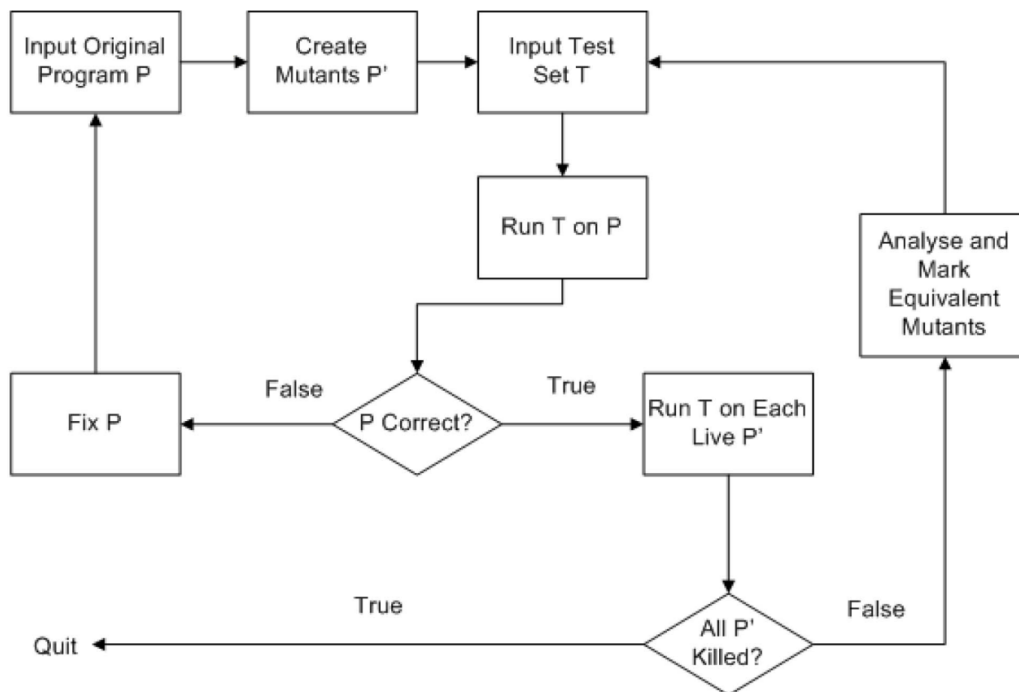 Input Original
Program P
Create
Mutants P’
Input Test
Set T
Run T on P
Analyse and
Mark
Equivalent
Mutants
False
True
Fix P
P Correct?
Run T on Each
Live P’
True
False
Quit
All P’
Killed?